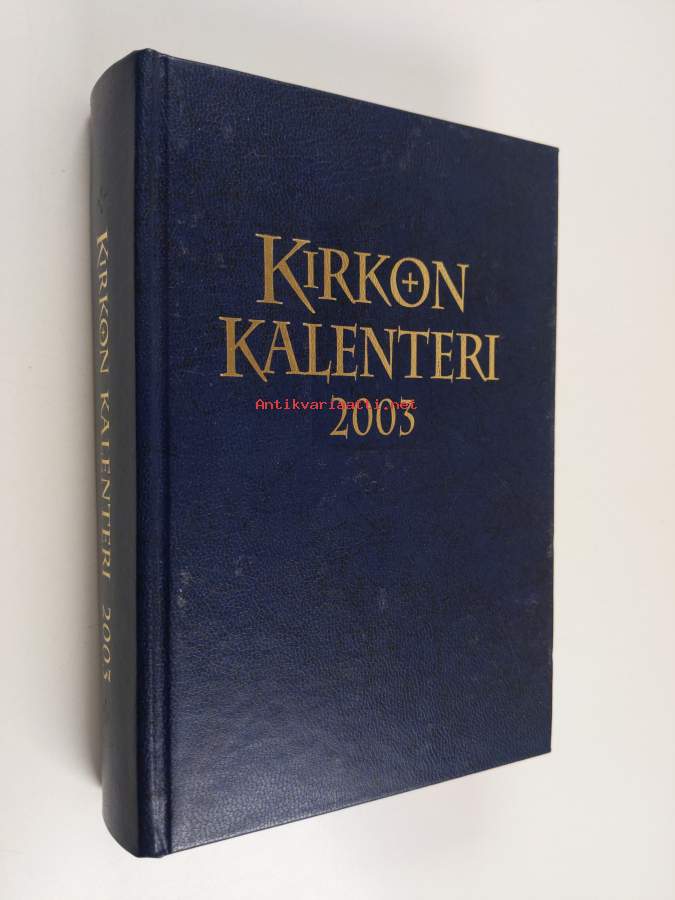 KIRKON
KALENTERI
2003
Antikvariaatti.net
KIRKON KALENTERI 2003